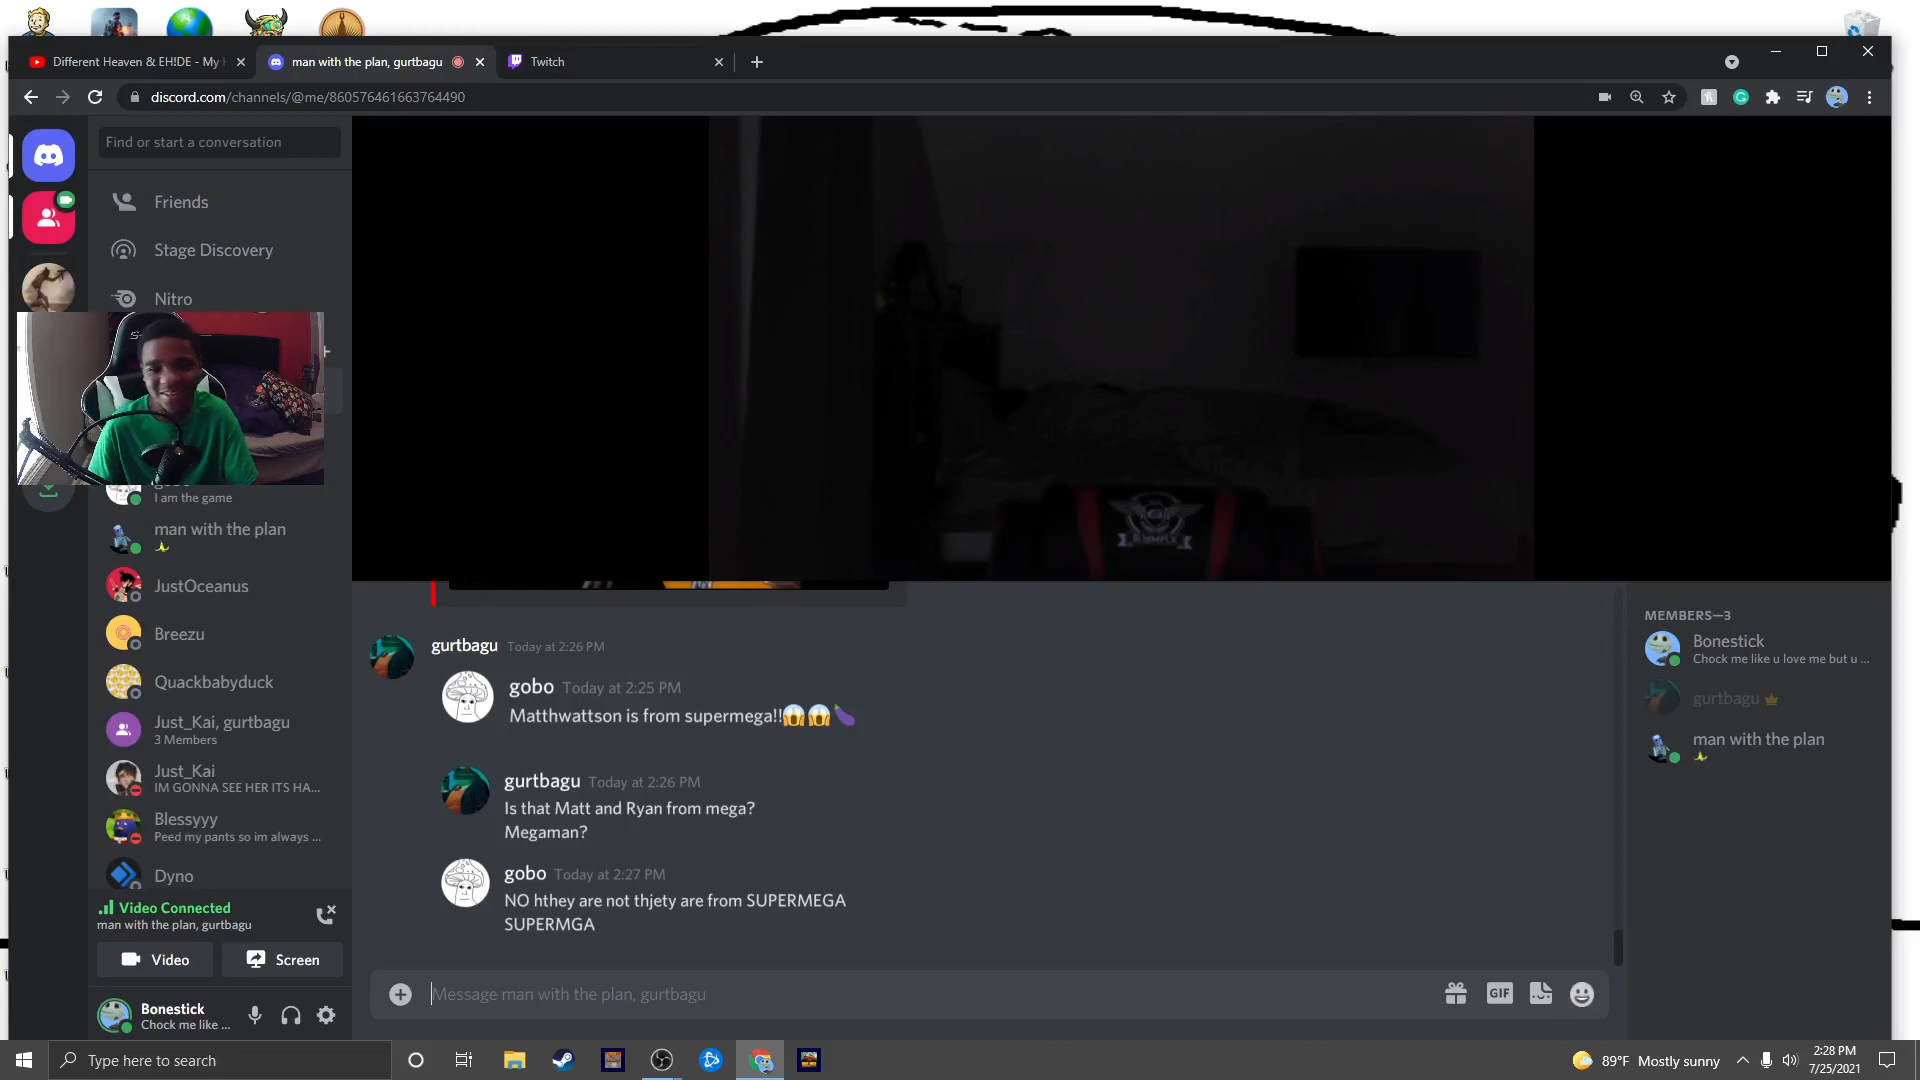 Different Heaven & EH!DE - My
man with the plan, gurtbagu
Twitch
discord.com/channels/@me/860576461663764490
Find or start a conversation
Friends
Stage Discovery
Nitro
I am the game
man with the plan
JustOceanus
Breezu
Quackbabyduck
Just_Kai, gurtbagu
3 Members
Just_Kai
IM GONNA SEE HER ITS HA...
Blessyyy
Peed my pants so im always ...
Dyno
Video Connected
man with the plan, gurtbagu
Video
Screen
Bonestick
Chock me like ...
gurtbagu Today at 2:26 PM
gobo Today at 2:25 PM
Matthwattson is from supermega!!😱😱🍆
gurtbagu Today at 2:26 PM
Is that Matt and Ryan from mega?
Megaman?
gobo Today at 2:27 PM
NO hthey are not thjety are from SUPERMEGA
SUPERMGA
Message man with the plan, gurtbagu
GIF
MEMBERS—3
Bonestick
Chock me like u love me but u ...
gurtbagu
man with the plan
Type here to search
89°F Mostly sunny
2:28 PM
7/25/2021